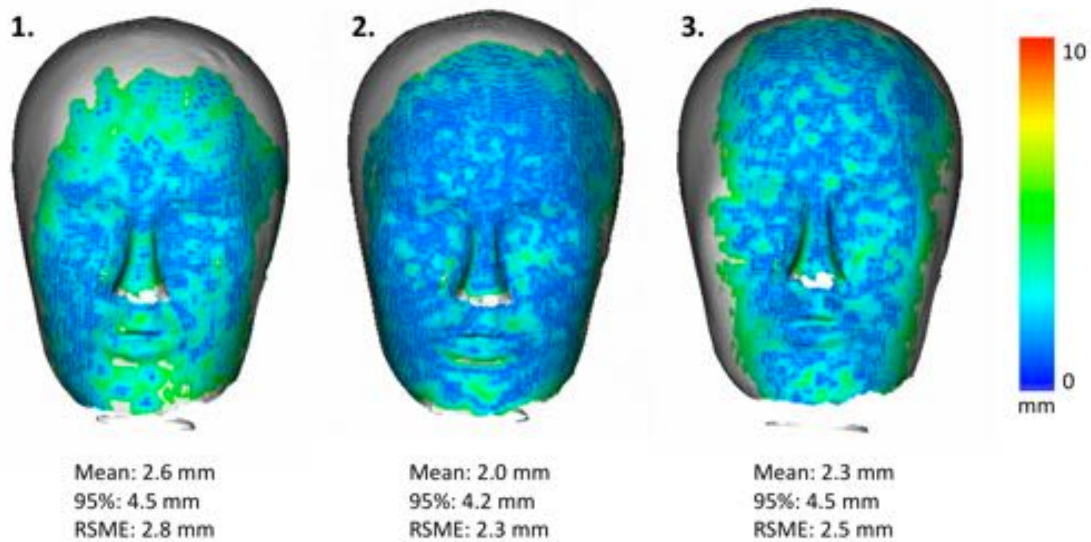 1.
2.
3.
10
0
mm
Mean: 2.6 mm
95%: 4.5 mm
RSME: 2.8 mm
Mean: 2.0 mm
95%: 4.2 mm
RSME: 2.3 mm
Mean: 2.3 mm
95%: 4.5 mm
RSME: 2.5 mm